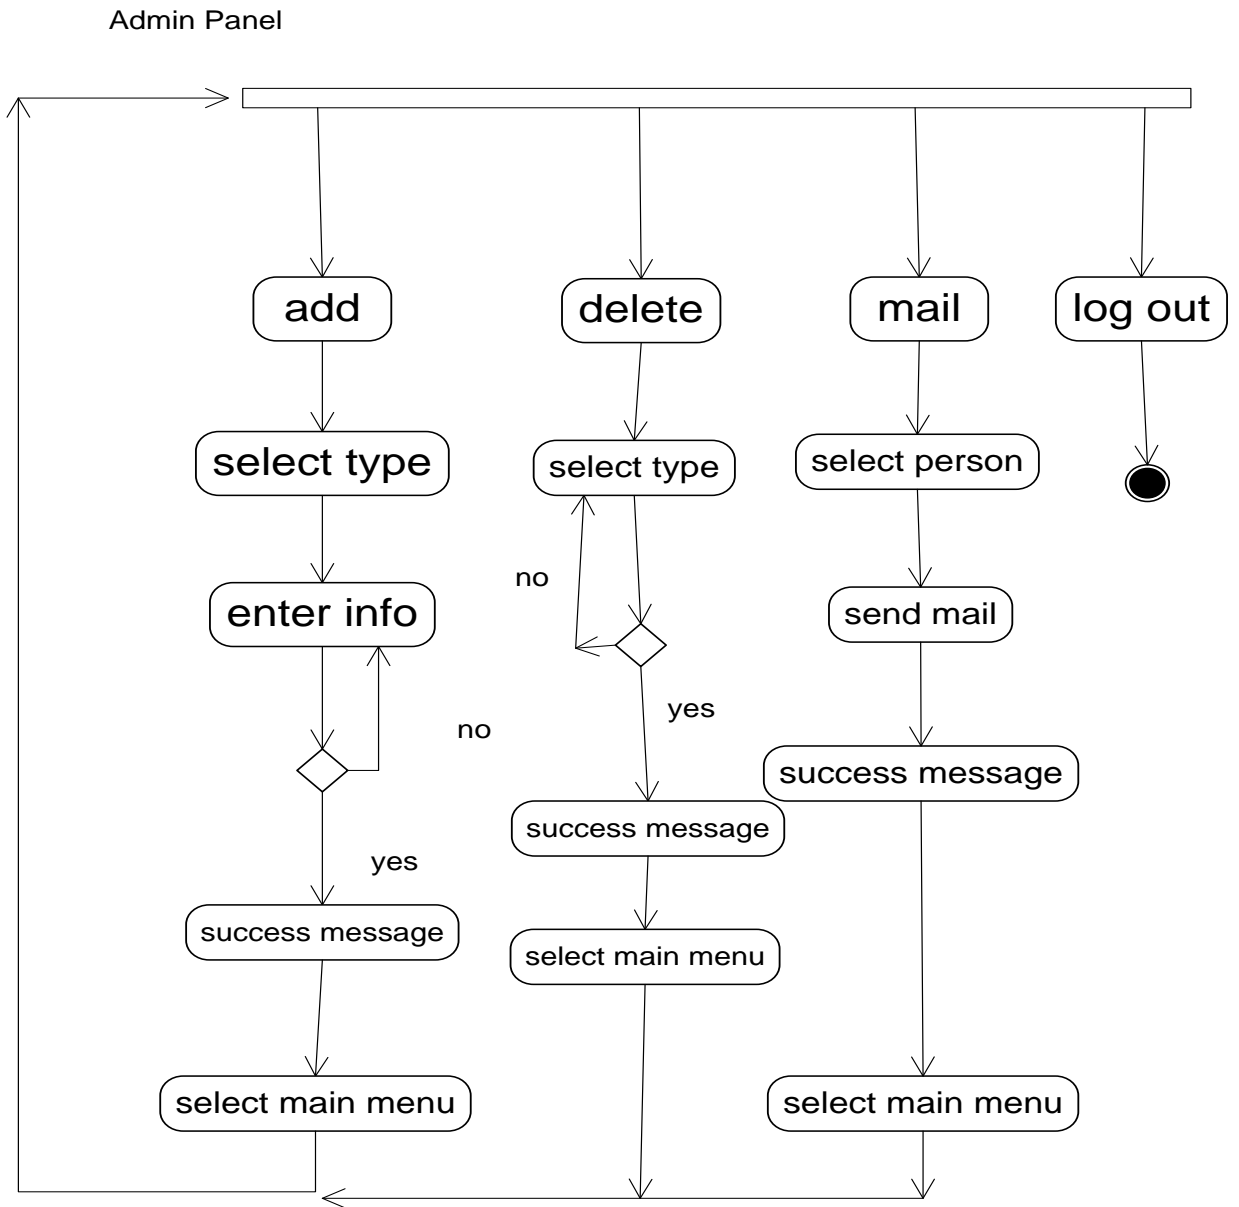 Admin Panel
add
delete
mail
log out
select type
select type
select person
no
enter info
send mail
yes
no
success message
success message
yes
success message
select main menu
select main menu
select main menu